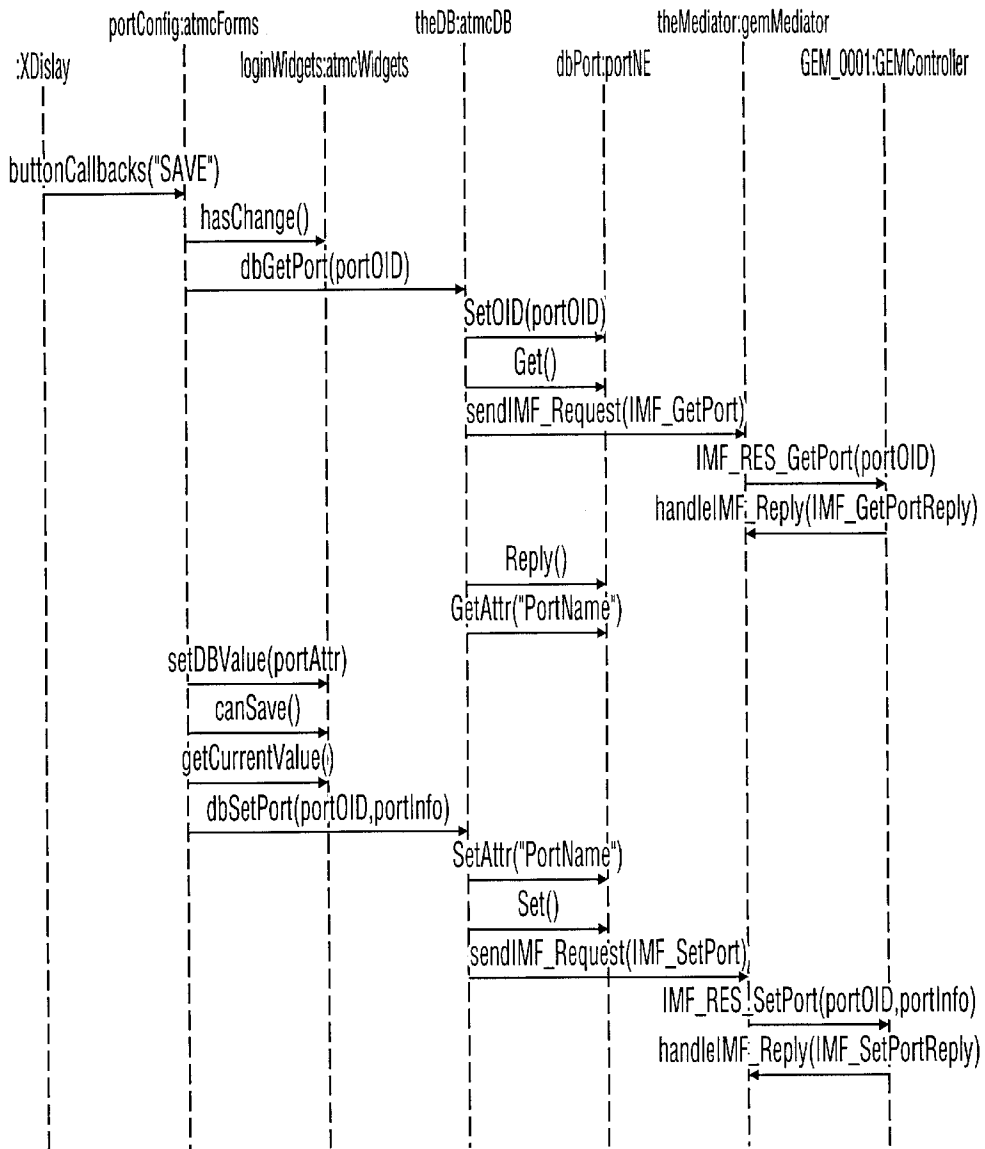 portConfig:atmcForms
theDB:atmcDB
theMediator:gemMediator
:XDislay
loginWidgets:atmcWidgets
dbPort:portNE
GEM_0001:GEMController
buttonCallbacks("SAVE")
hasChange()
dbGetPort(portOID)
SetOID(portOID)
Get()
sendIMF_Request(IMF_GetPort)
IMF_RES_GetPort(portOID)
handleIMF_Reply(IMF_GetPortReply)
Reply()
GetAttr("PortName")
setDBValue(portAttr)
canSave()
getCurrentValue()
dbSetPort(portOID,portInfo)
SetAttr("PortName")
Set()
sendIMF_Request(IMF_SetPort)
IMF_RES_SetPort(portOID,portInfo)
handleIMF_Reply(IMF_SetPortReply)